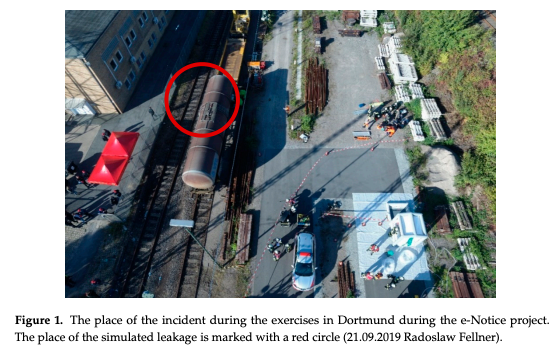 Figure 1. The place of the incident during the exercises in Dortmund during the e-Notice project.
The place of the simulated leakage is marked with a red circle (21.09.2019 Radoslaw Fellner).